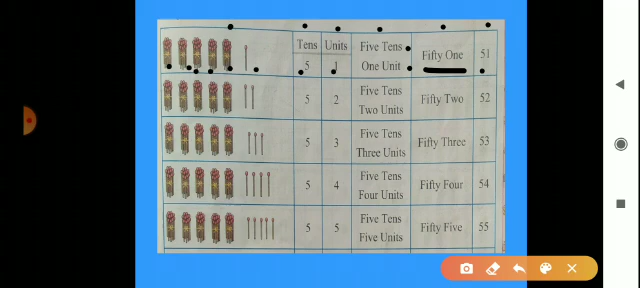 Tens Units Five Tens Fifty One 51
5 1 One Unit
5 2 Five Tens Fifty Two 52
Two Units
5 3 Five Tens Fifty Three 53
Three Units
5 4 Five Tens Fifty Four 54
Four Units
5 5 Five Tens Fifty Five 55
Five Units